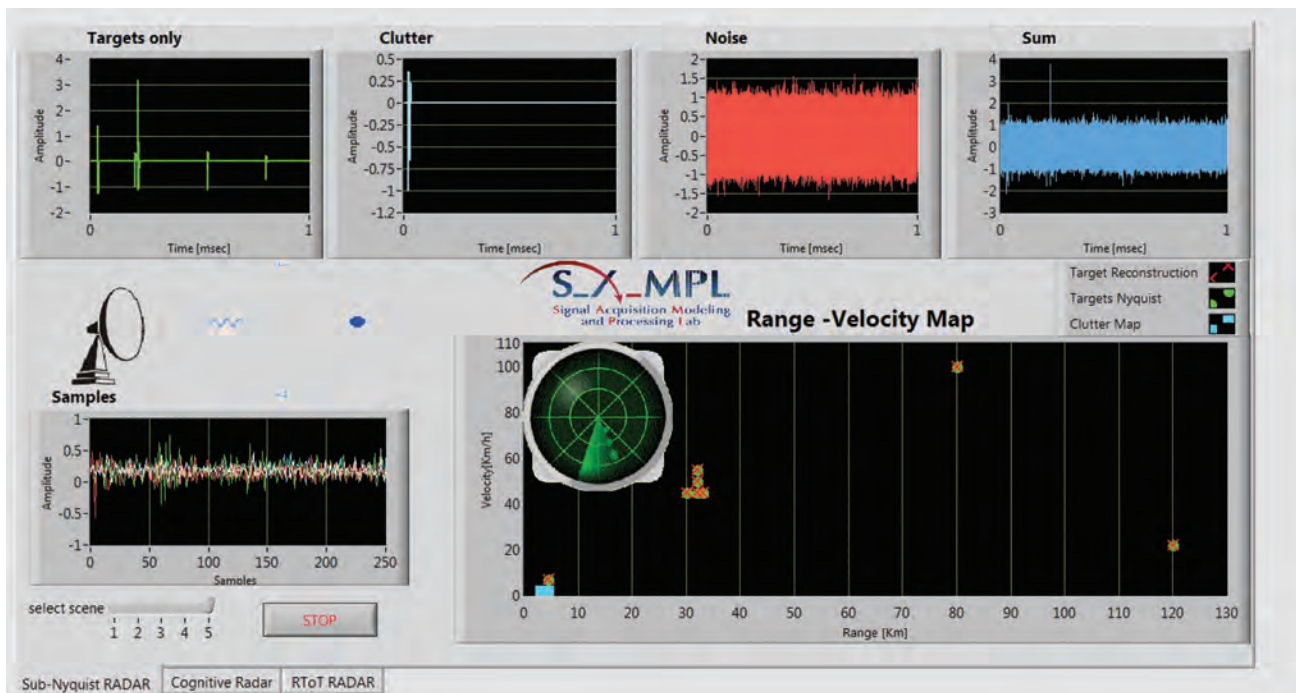 Targets only
4
3
2
1
0
-1
-2
0
1
Amplitude
Time [msec]
Clutter
0.5
0.25
0
-0.25
-0.5
-0.75
-1
-1.2
0
1
Amplitude
Time [msec]
Noise
2
1.5
1
0.5
0
-0.5
-1
-1.5
-2
0
1
Amplitude
Time [msec]
Sum
4
3
2
1
0
-1
-2
-3
0
1
Amplitude
Time [msec]
S_/\_MPL
Signal Acquisition Modeling
and Processing Lab
Range -Velocity Map
Target Reconstruction
Targets Nyquist
Clutter Map
Samples
1
0.5
0
-0.5
-1
0 50 100 150 200 250
Amplitude
Samples
110
100
80
60
40
20
0
Velocity[Km/h]
0 10 20 30 40 50 60 70 80 90 100 110 120 130
Range [Km]
select scene
1 2 3 4 5
STOP
Sub-Nyquist RADAR Cognitive Radar RToT RADAR